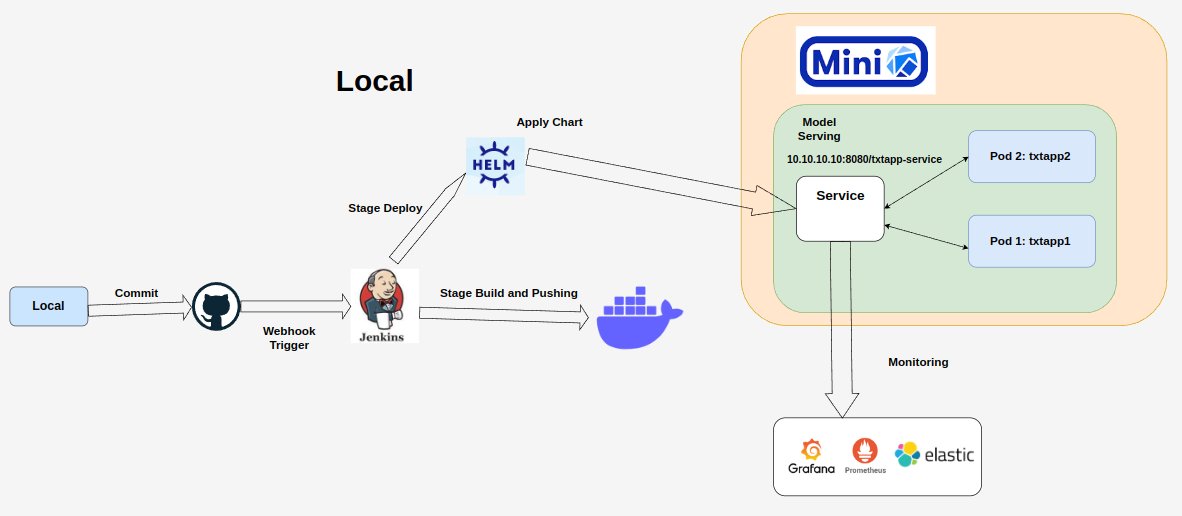 Local
Mini
Model
Serving
10.10.10.10:8080/txtapp-service
Service
Pod 2: txtapp2
Pod 1: txtapp1
Apply Chart
HELM
Stage Deploy
Local
Commit
Webhook
Trigger
Jenkins
Stage Build and Pushing
Monitoring
Grafana
Prometheus
elastic